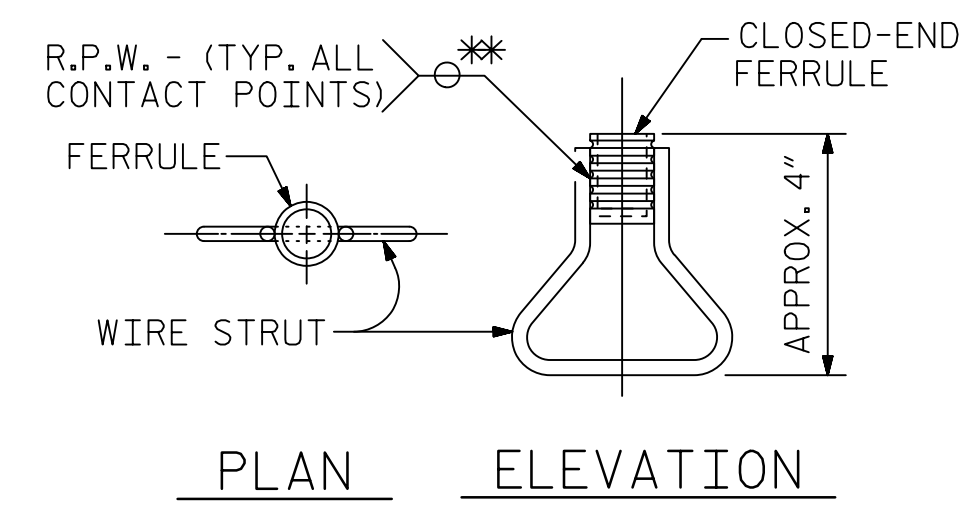 R.P.W. - (TYP. ALL
CONTACT POINTS)
**
CLOSED-END
FERRULE
FERRULE
APPROX. 4"
WIRE STRUT
PLAN
ELEVATION